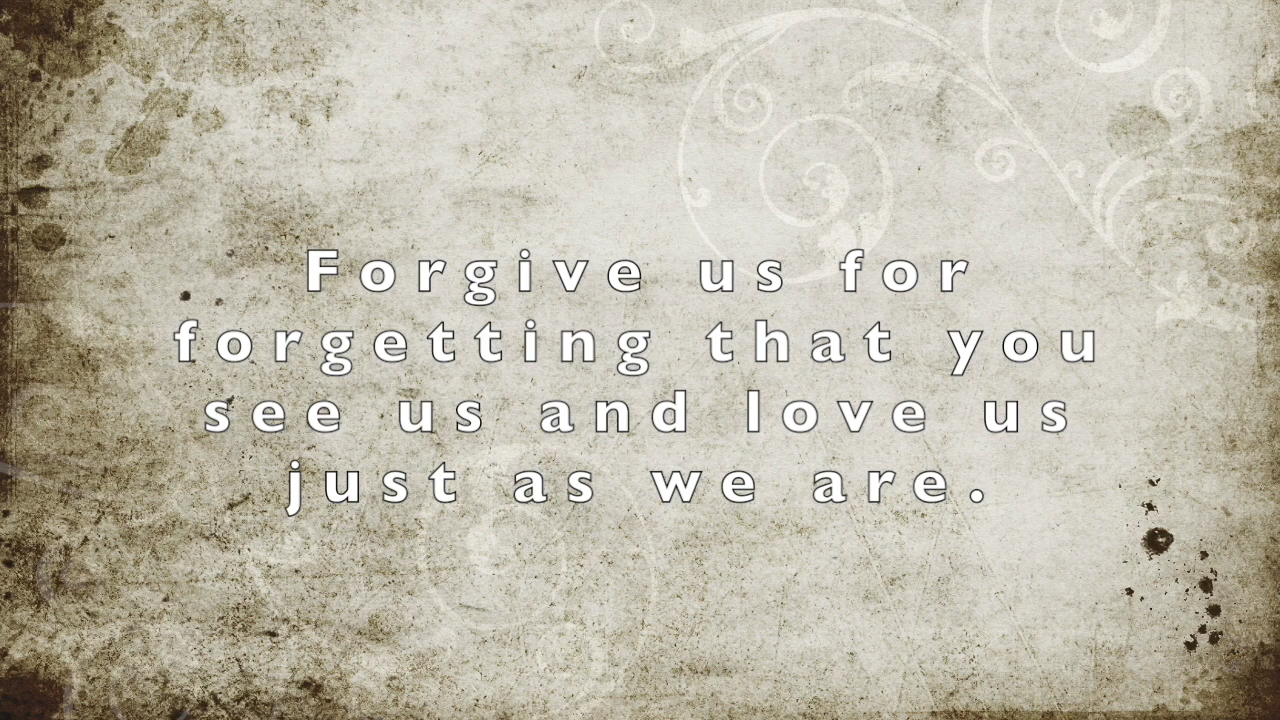 Forgive us for
forgetting that you
see us and love us
just as we are.